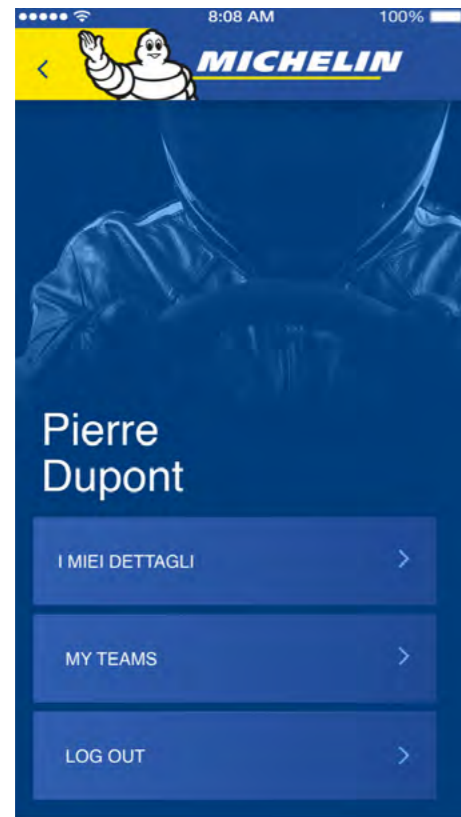 8:08 AM
100%
MICHELIN
Pierre
Dupont
I MIEI DETTAGLI
MY TEAMS
LOG OUT